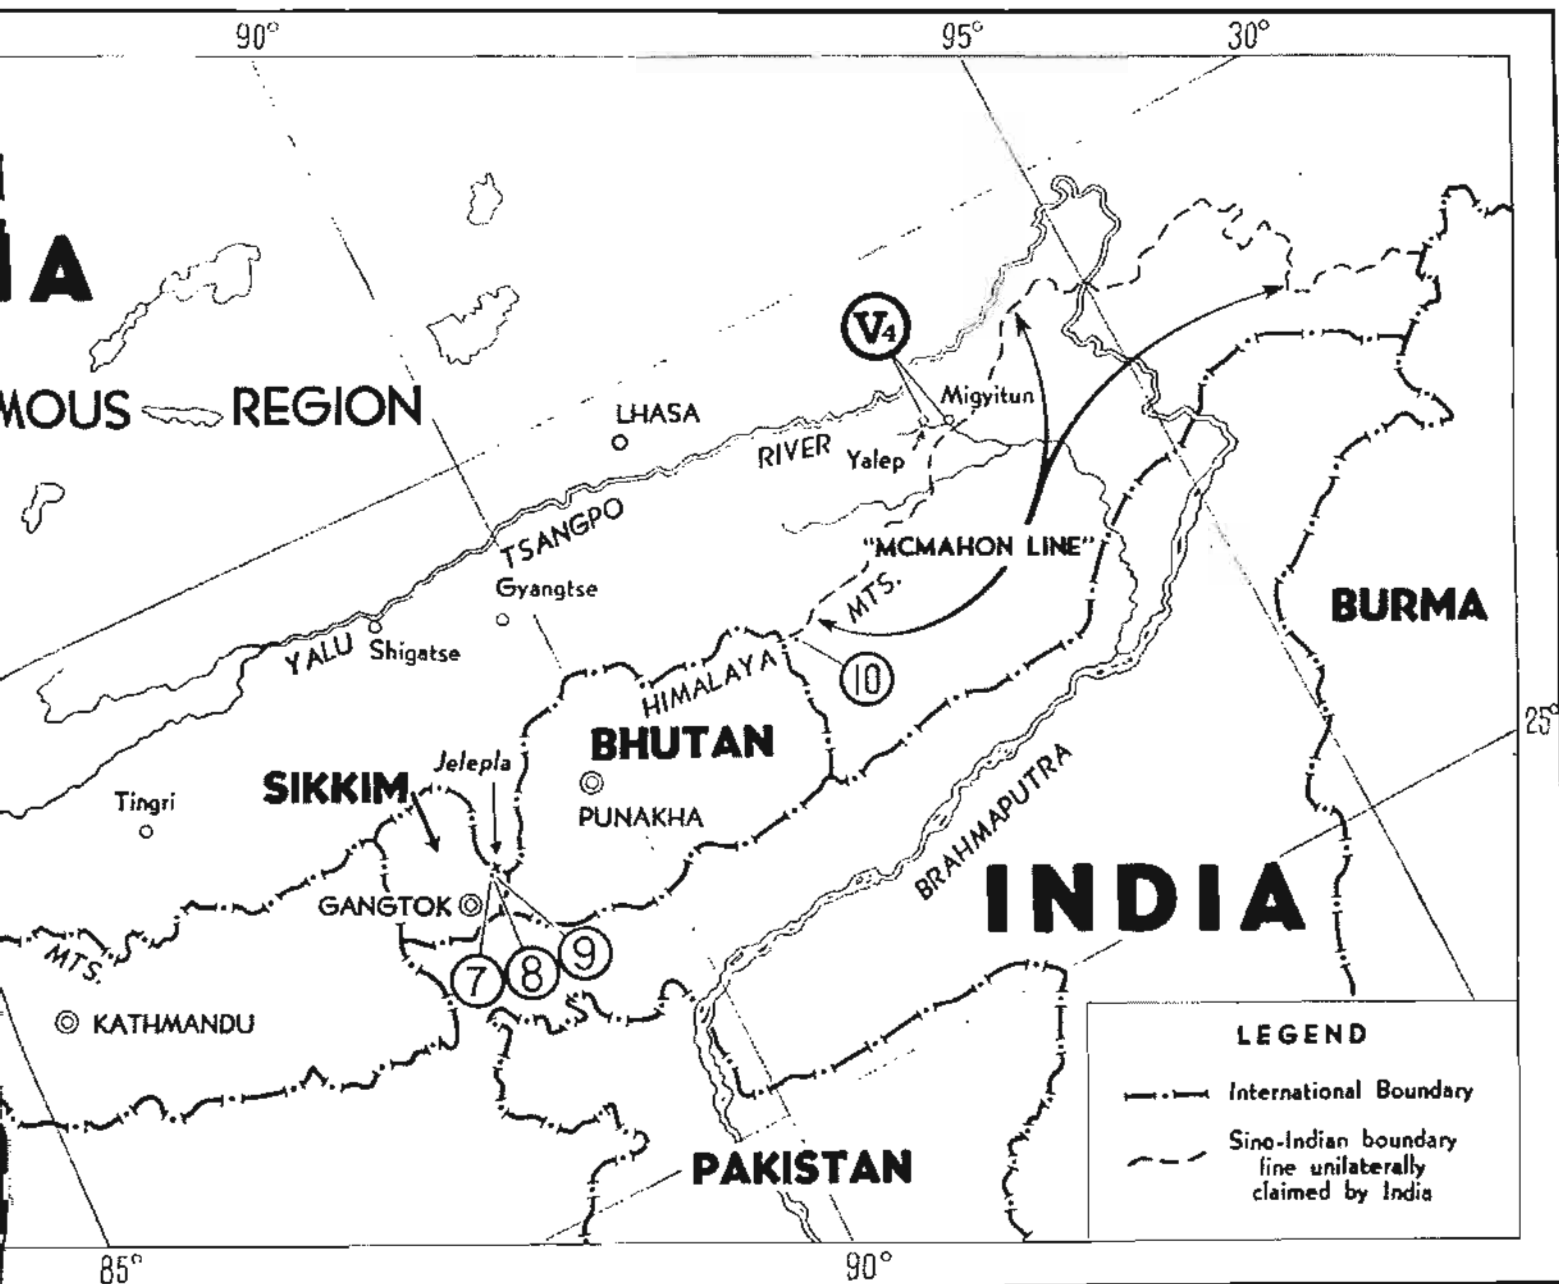 90°
95°
30°
IA
MOUS
REGION
LHASA
V4
Migyitun
RIVER
Yalep
TSANGPO
Gyangtse
"MCMAHON LINE"
MTS.
BURMA
YALU
Shigatse
HIMALAYA
10
BHUTAN
25°
SIKKIM
Jelepla
Tingri
PUNAKHA
BRAHMAPUTRA
INDIA
GANGTOK
MTS.
7
8
9
KATHMANDU
LEGEND
International Boundary
Sino-Indian boundary
line unilaterally
claimed by India
PAKISTAN
85°
90°